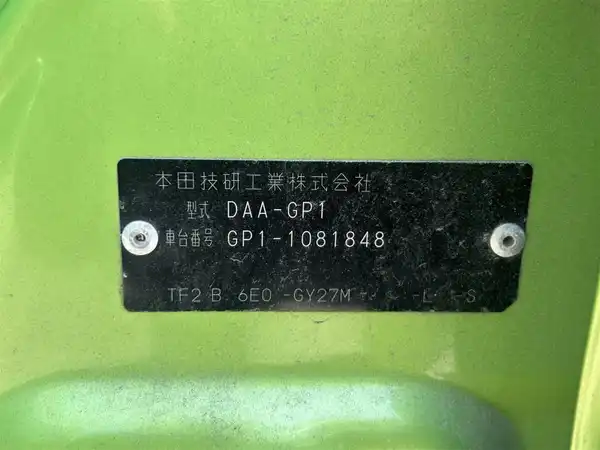 本田技研工業株式会社
型式 DAA-GP1
車台番号 GP1-1081848
TF2 B 6E0 -GY27M - - -L -S